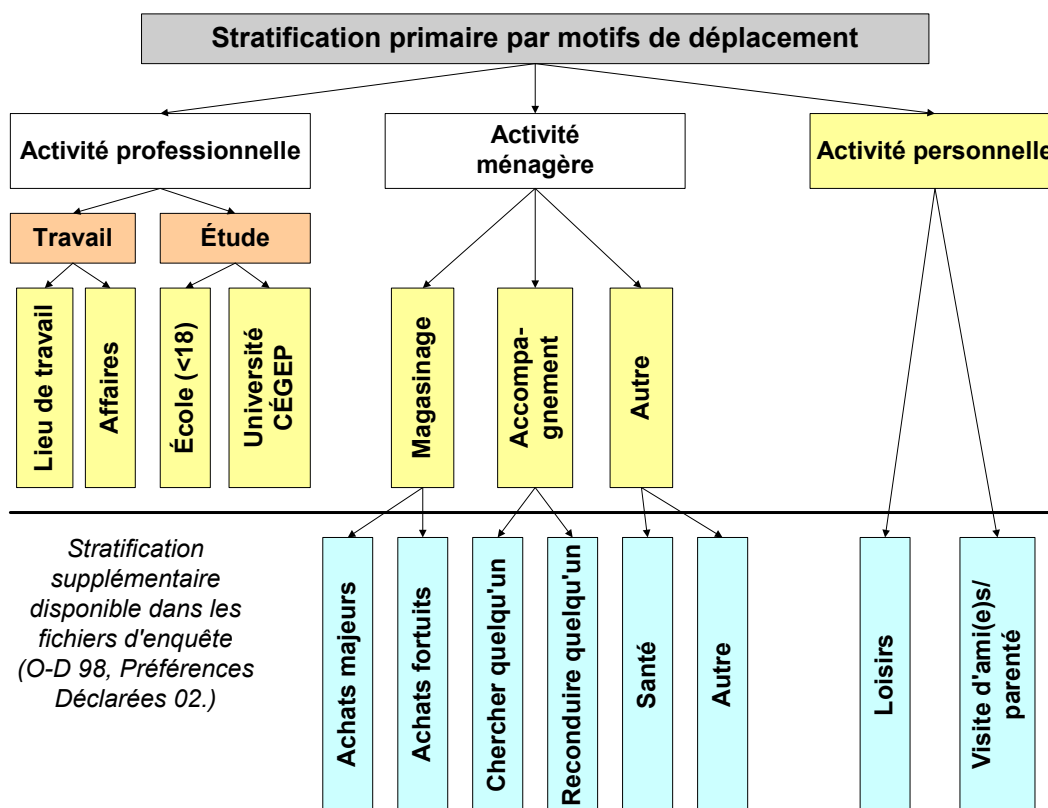 Stratification primaire par motifs de déplacement
Activité professionnelle
Activité
ménagère
Activité personnelle
Travail
Étude
Lieu de travail
Affaires
École (<18)
Université
CÉGEP
Magasinage
Accompa-
gnement
Autre
Stratification
supplémentaire
disponible dans les
fichiers d'enquête
(O-D 98, Préférences
Déclarées 02.)
Achats majeurs
Achats fortuits
Chercher quelqu'un
Reconduire quelqu'un
Santé
Autre
Loisirs
Visite d'ami(e)s/
parenté